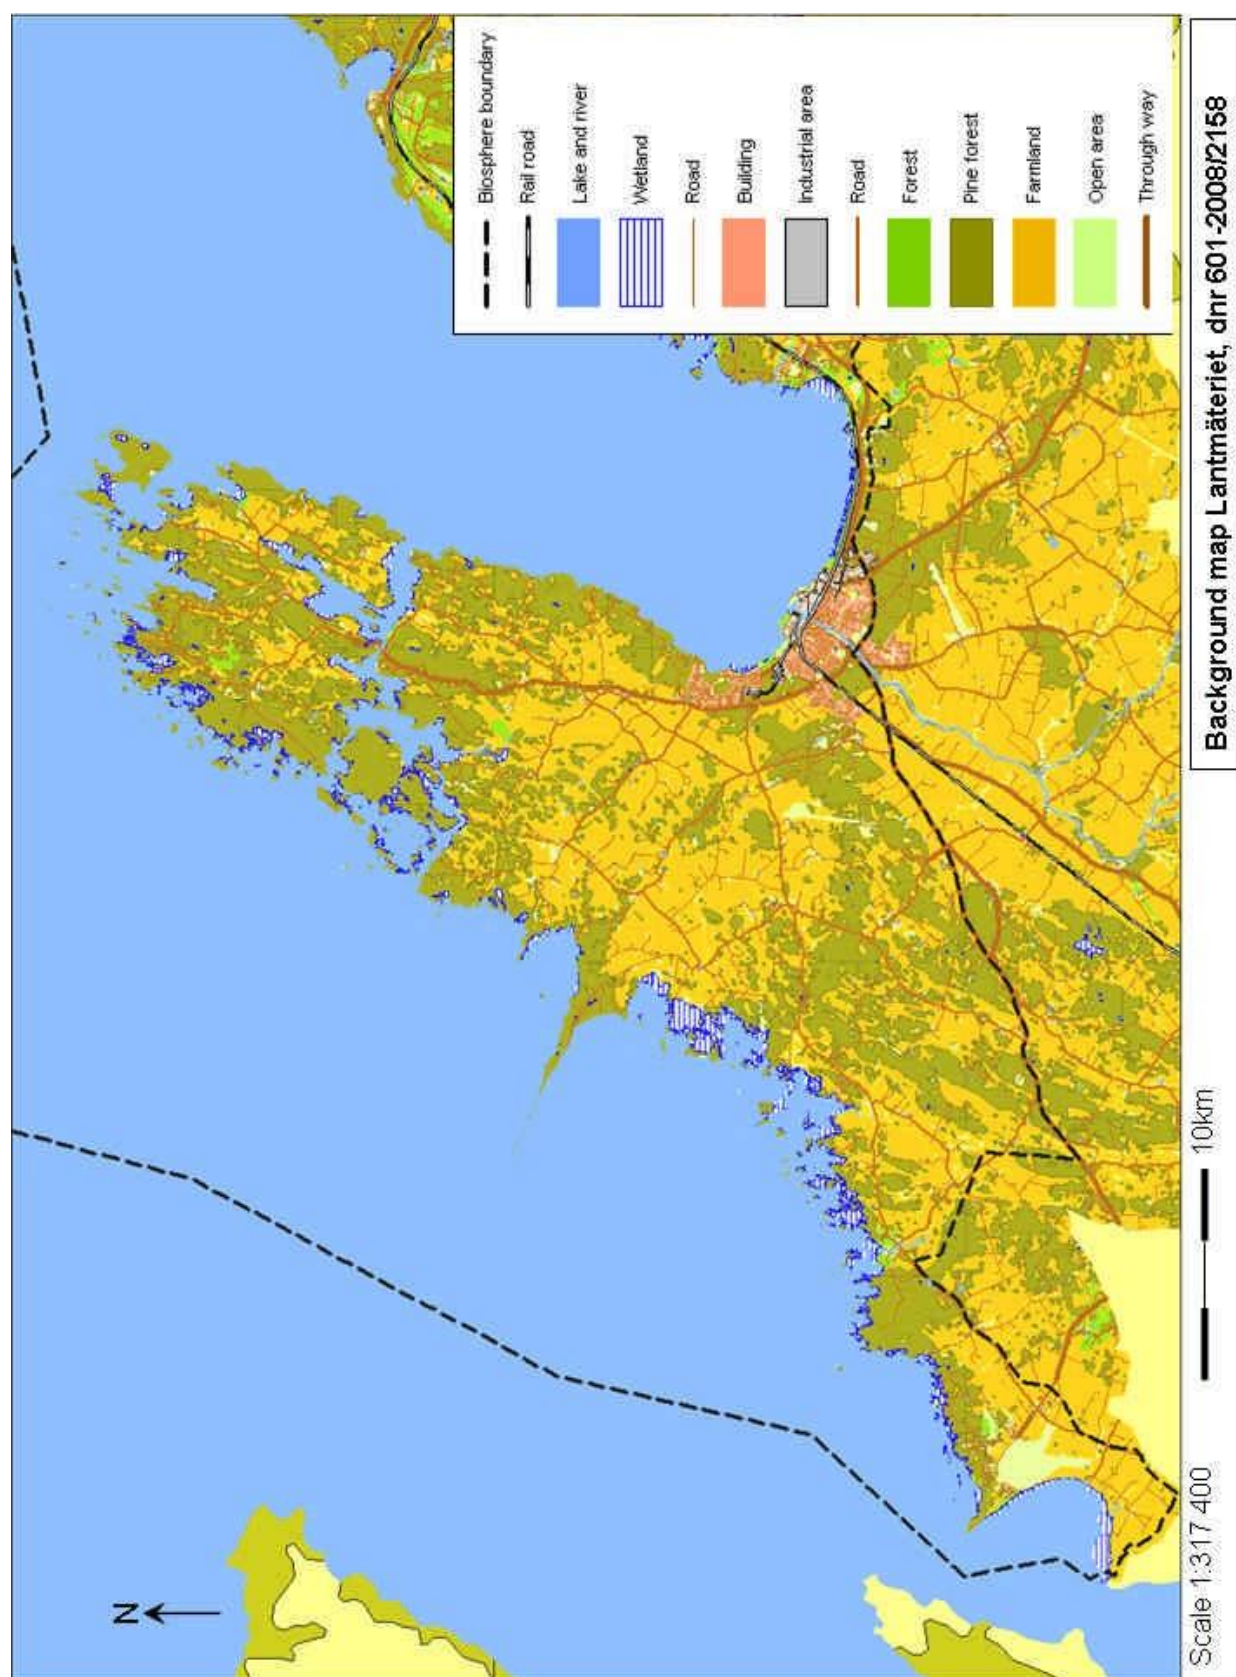 N
Biosphere boundary
Rail road
Lake and river
Wetland
Road
Building
Industrial area
Road
Forest
Pine forest
Farmland
Open area
Through way
Scale 1:317 400
10km
Background map Lantmäteriet, dnr 601-2008/2158